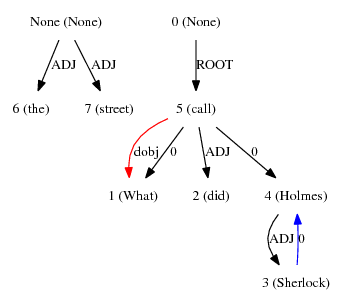 None (None) 0 (None)
ADJ ADJ ROOT
6 (the) 7 (street) 5 (call)
dobj 0 ADJ 0
1 (What) 2 (did) 4 (Holmes)
ADJ 0
3 (Sherlock)